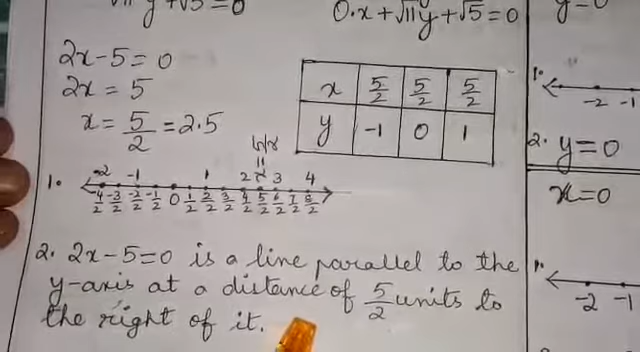 y+√5=0
0.x+√11y+√5=0
2x-5=0
2x = 5
x = 5/2 = 2.5
x 5/2 5/2 5/2
y -1 0 1
1.
-2 -1 1 2 3 4
-4/2 -3/2 -2/2 -1/2 0 1/2 2/2 3/2 4/2 5/2 6/2 7/2 8/2
2. 2x-5=0 is a line parallel to the
y-axis at a distance of 5/2 units to
the right of it.
1.
-2 -1
2. y=0
x=0
1.
-2 -1